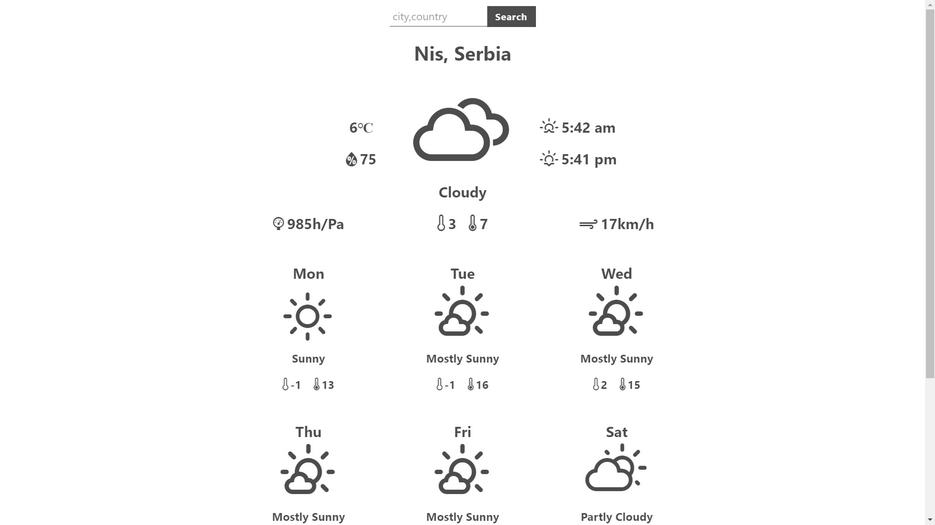 city,country Search
Nis, Serbia
6°C
5:42 am
75
5:41 pm
Cloudy
985h/Pa 3 7 17km/h
Mon Tue Wed
Sunny Mostly Sunny Mostly Sunny
-1 13 -1 16 2 15
Thu Fri Sat
Mostly Sunny Mostly Sunny Partly Cloudy